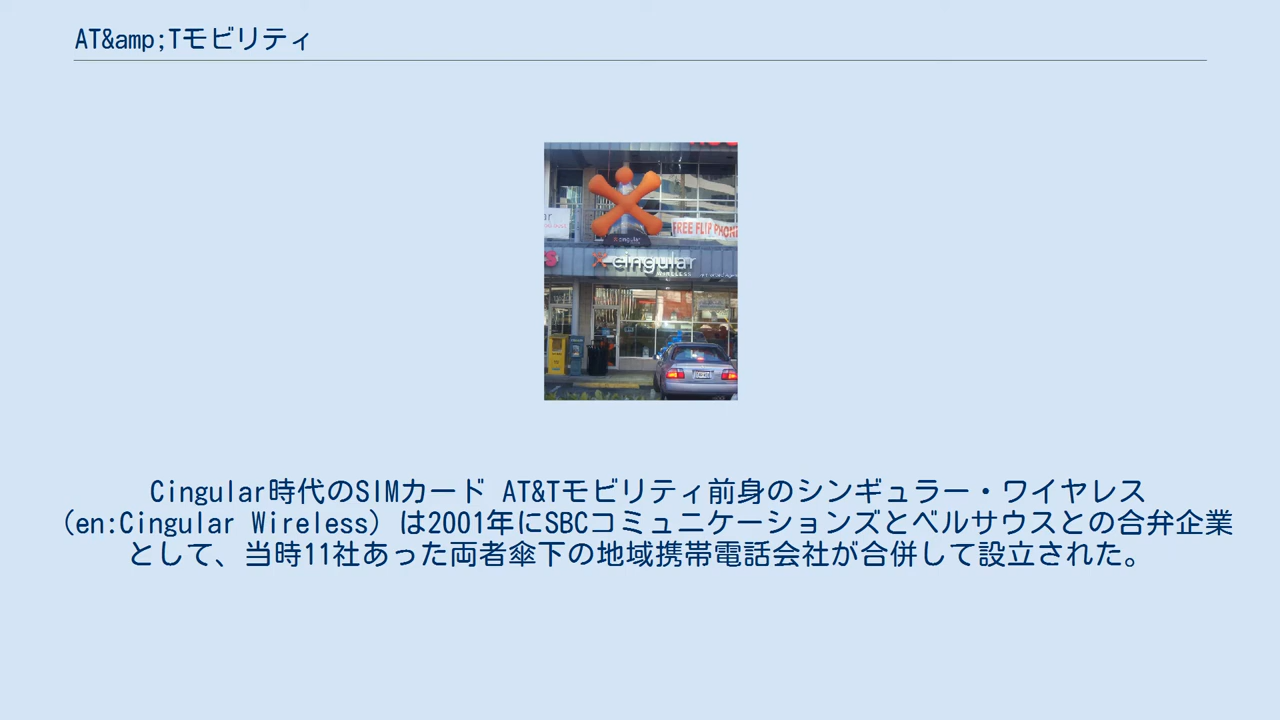 AT&amp;Tモビリティ
FREE FLIP PHON
cingular
WIRELESS
Cingular時代のSIMカード AT&Tモビリティ前身のシンギュラー・ワイヤレス
(en:Cingular Wireless) は2001年にSBCコミュニケーションズとベルサウスとの合弁企業
として、当時11社あった両者傘下の地域携帯電話会社が合併して設立された。